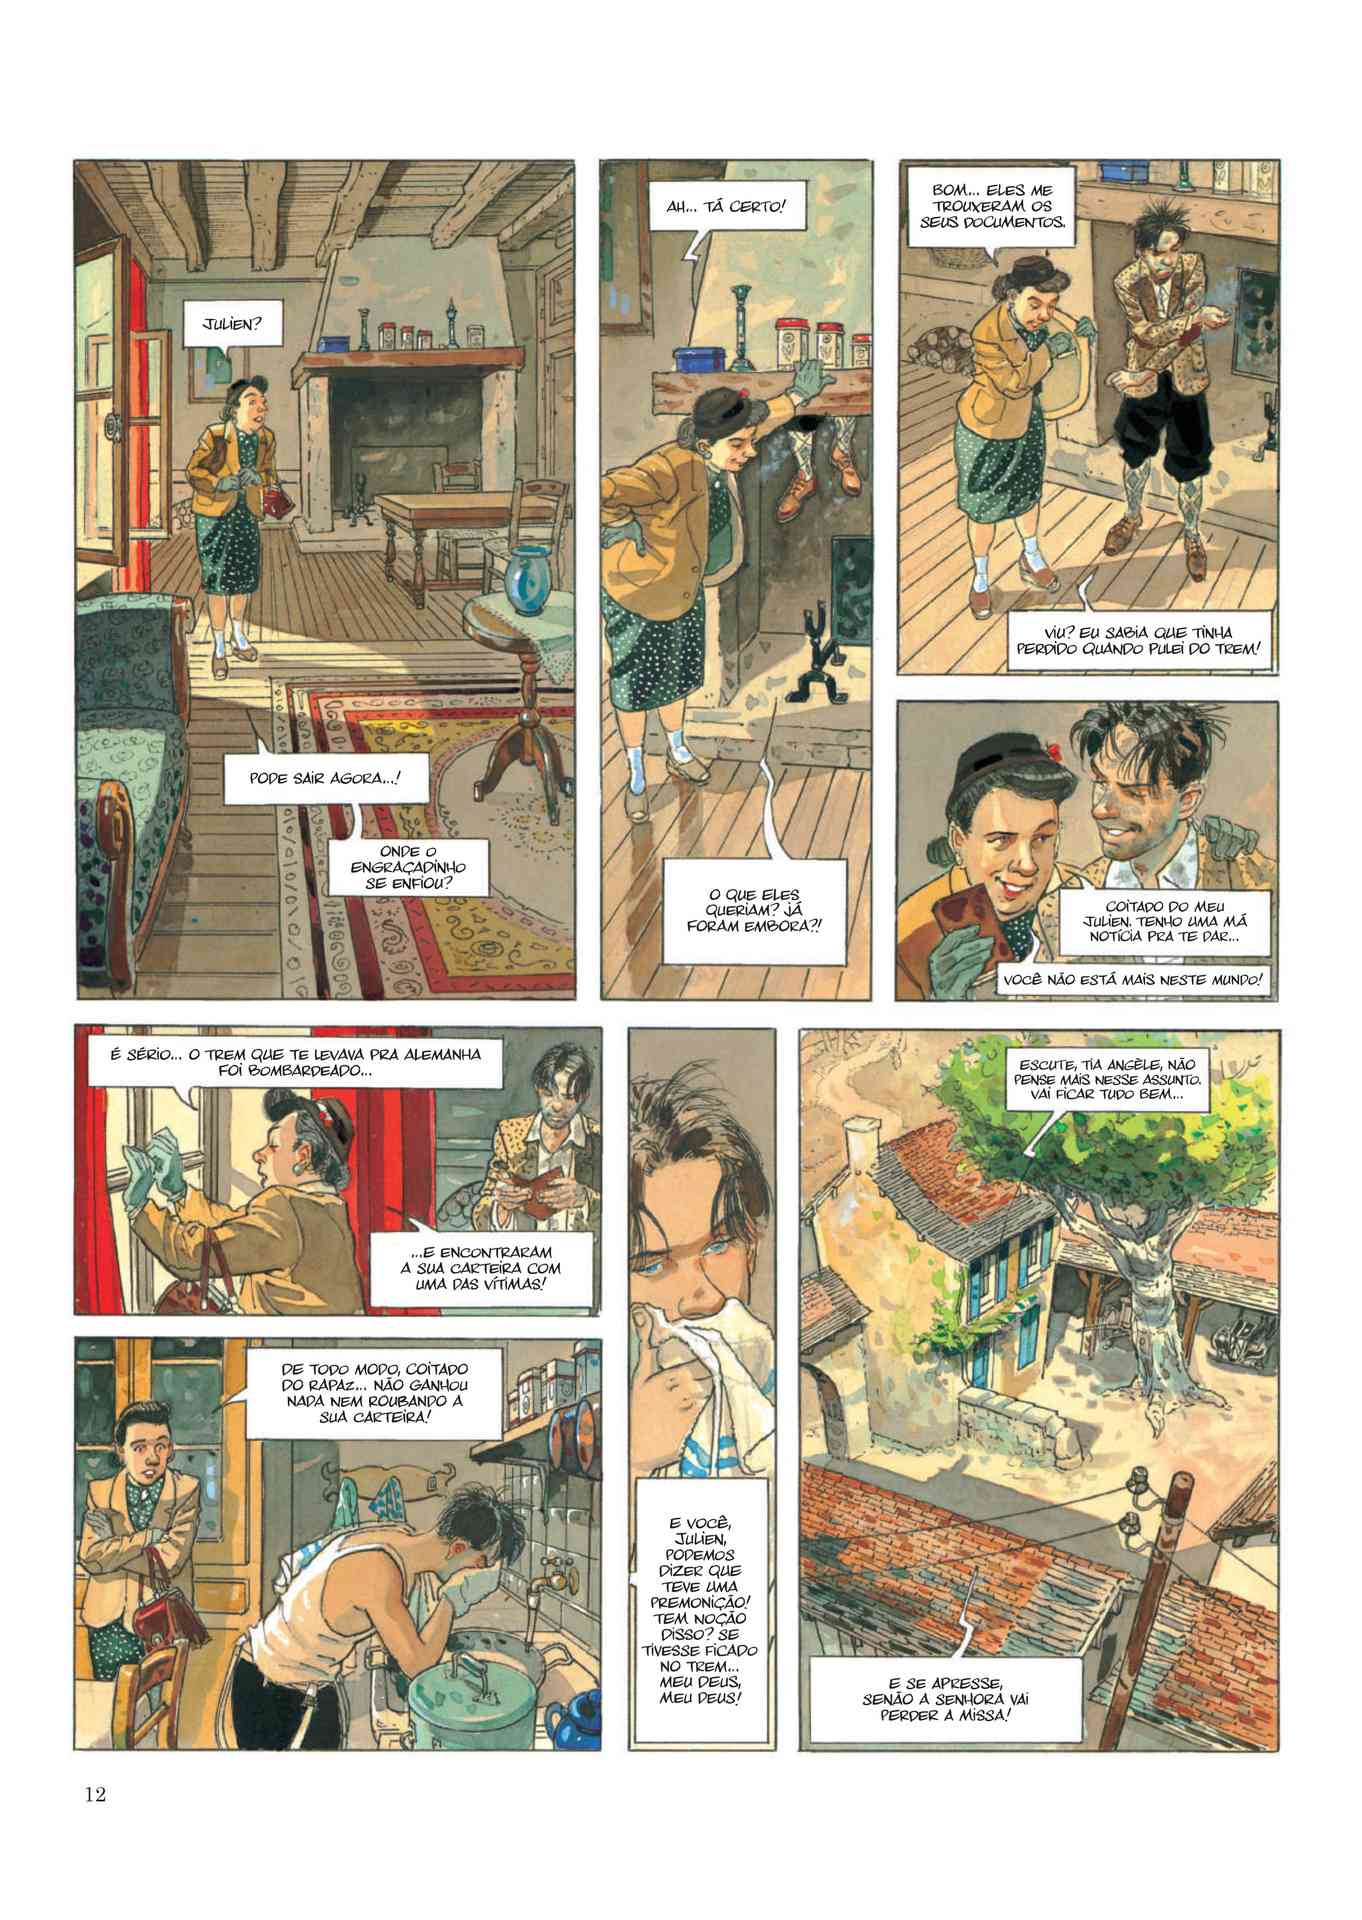 JULIEN?
PODE SAIR AGORA...!
ONDE O
ENGRAÇADINHO
SE ENFIOU?
AH... TÁ CERTO!
O QUE ELES
QUERIAM? JÁ
FORAM EMBORA?!
BOM... ELES ME
TROUXERAM OS
SEUS DOCUMENTOS.
VIU? EU SABIA QUE TINHA
PERDIDO QUANDO PULEI DO TREM!
COITADO DO MEU
JULIEN. TENHO UMA MÁ
NOTÍCIA PRA TE DAR...
VOCÊ NÃO ESTÁ MAIS NESTE MUNDO!
É SÉRIO... O TREM QUE TE LEVAVA PRA ALEMANHA
FOI BOMBARDEADO...
...E ENCONTRARAM
A SUA CARTEIRA COM
UMA DAS VÍTIMAS!
DE TODO MODO, COITADO
DO RAPAZ... NÃO GANHOU
NADA NEM ROUBANDO A
SUA CARTEIRA!
E VOCÊ,
JULIEN,
PODEMOS
DIZER QUE
TEVE UMA
PREMONIÇÃO!
TEM NOÇÃO
DISSO? SE
TIVESSE FICADO
NO TREM...
MEU DEUS,
MEU DEUS!
ESCUTE, TIA ANGÈLE, NÃO
PENSE MAIS NESSE ASSUNTO.
VAI FICAR TUDO BEM...
E SE APRESSE,
SENÃO A SENHORA VAI
PERDER A MISSA!
12